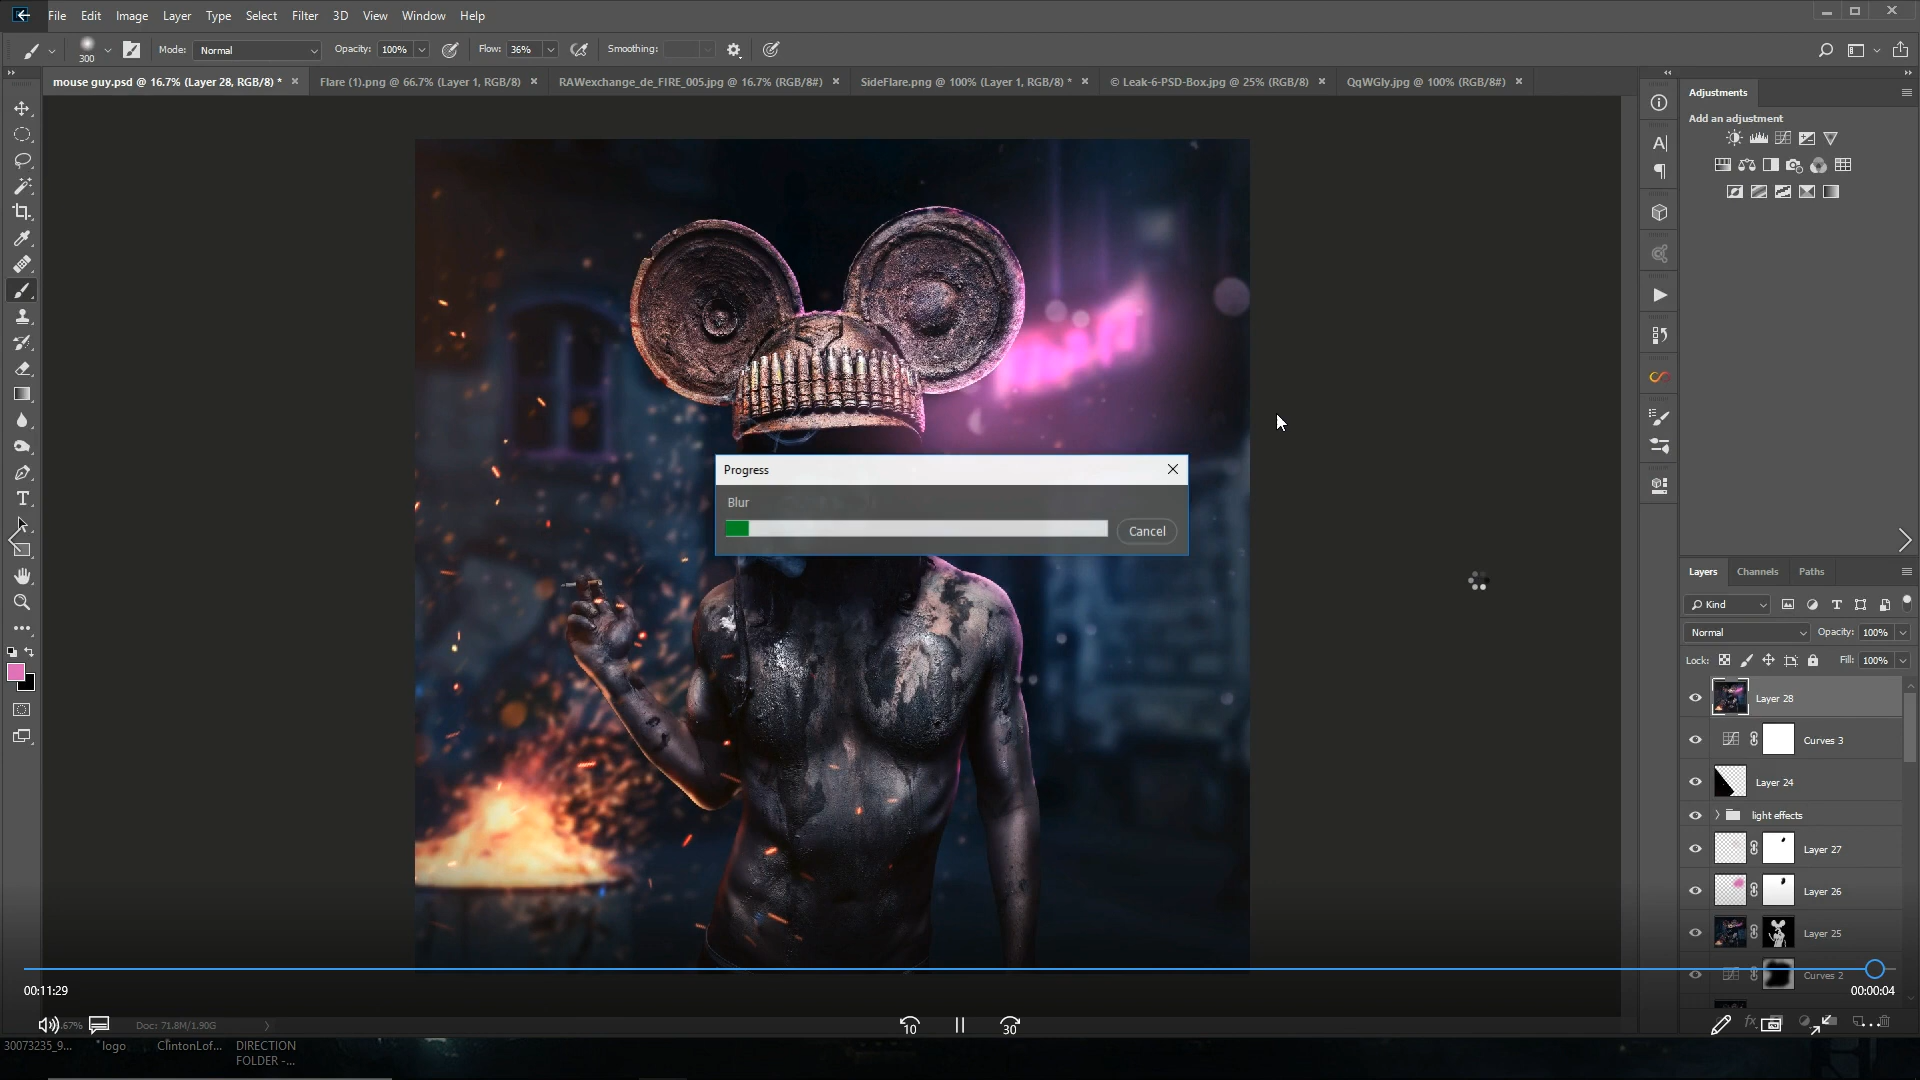 File Edit Image Layer Type Select Filter 3D View Window Help
300 Mode: Normal Opacity: 100% Flow: 36% Smoothing:
mouse guy.psd @ 16.7% (Layer 28, RGB/8) * Flare (1).png @ 66.7% (Layer 1, RGB/8) RAWexchange_de_FIRE_005.jpg @ 16.7% (RGB/8#) SideFlare.png @ 100% (Layer 1, RGB/8) * © Leak-6-PSD-Box.jpg @ 25% (RGB/8) QqWGly.jpg @ 100% (RGB/8#)
Adjustments
Add an adjustment
Progress
Blur
Cancel
Layers Channels Paths
Kind
Normal Opacity: 100%
Lock: Fill: 100%
Layer 28
Curves 3
Layer 24
light effects
Layer 27
Layer 26
Layer 25
Curves 2
00:11:29 00:00:04
.67% Doc: 71.8M/1.90G 10 30
30073235_9... *logo ClintonLof... DIRECTION
FOLDER -...